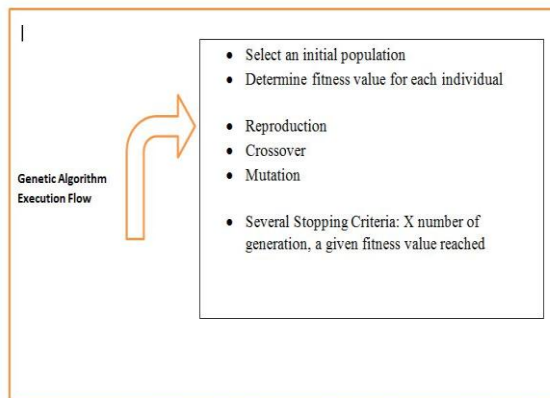 Genetic Algorithm
Execution Flow
• Select an initial population
• Determine fitness value for each individual
• Reproduction
• Crossover
• Mutation
• Several Stopping Criteria: X number of
generation, a given fitness value reached